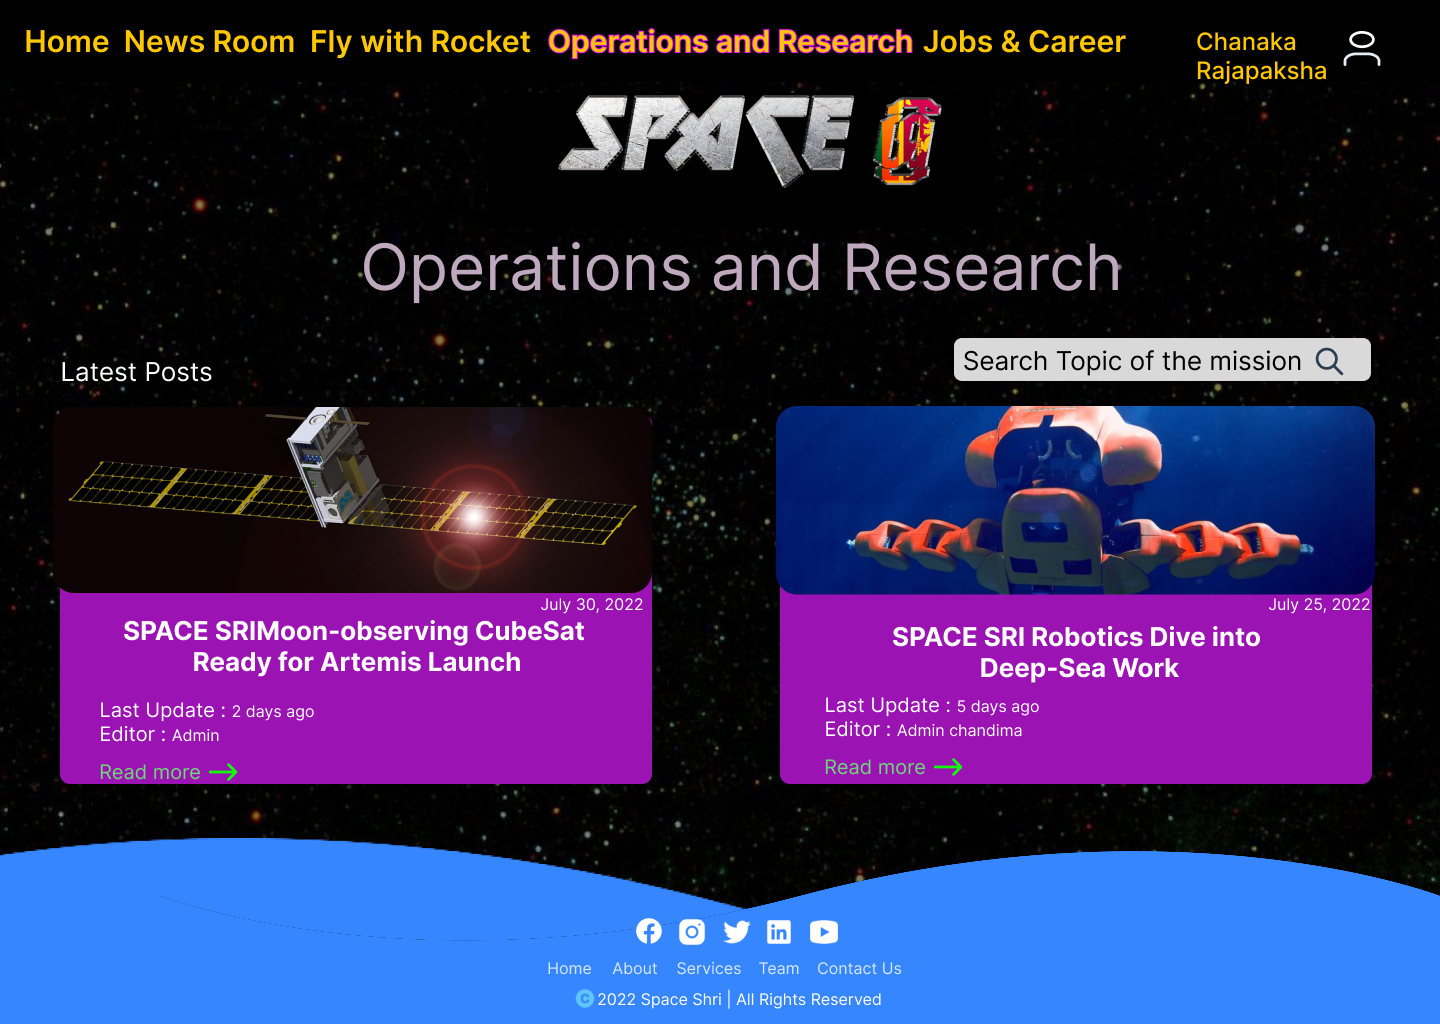 Home News Room Fly with Rocket Operations and Research Jobs & Career
Chanaka
Rajapaksha
SPACE
Operations and Research
Latest Posts
Search Topic of the mission
July 30, 2022
SPACE SRIMoon-observing CubeSat
Ready for Artemis Launch
Last Update : 2 days ago
Editor : Admin
Read more
July 25, 2022
SPACE SRI Robotics Dive into
Deep-Sea Work
Last Update : 5 days ago
Editor : Admin chandima
Read more
Home About Services Team Contact Us
© 2022 Space Shri | All Rights Reserved